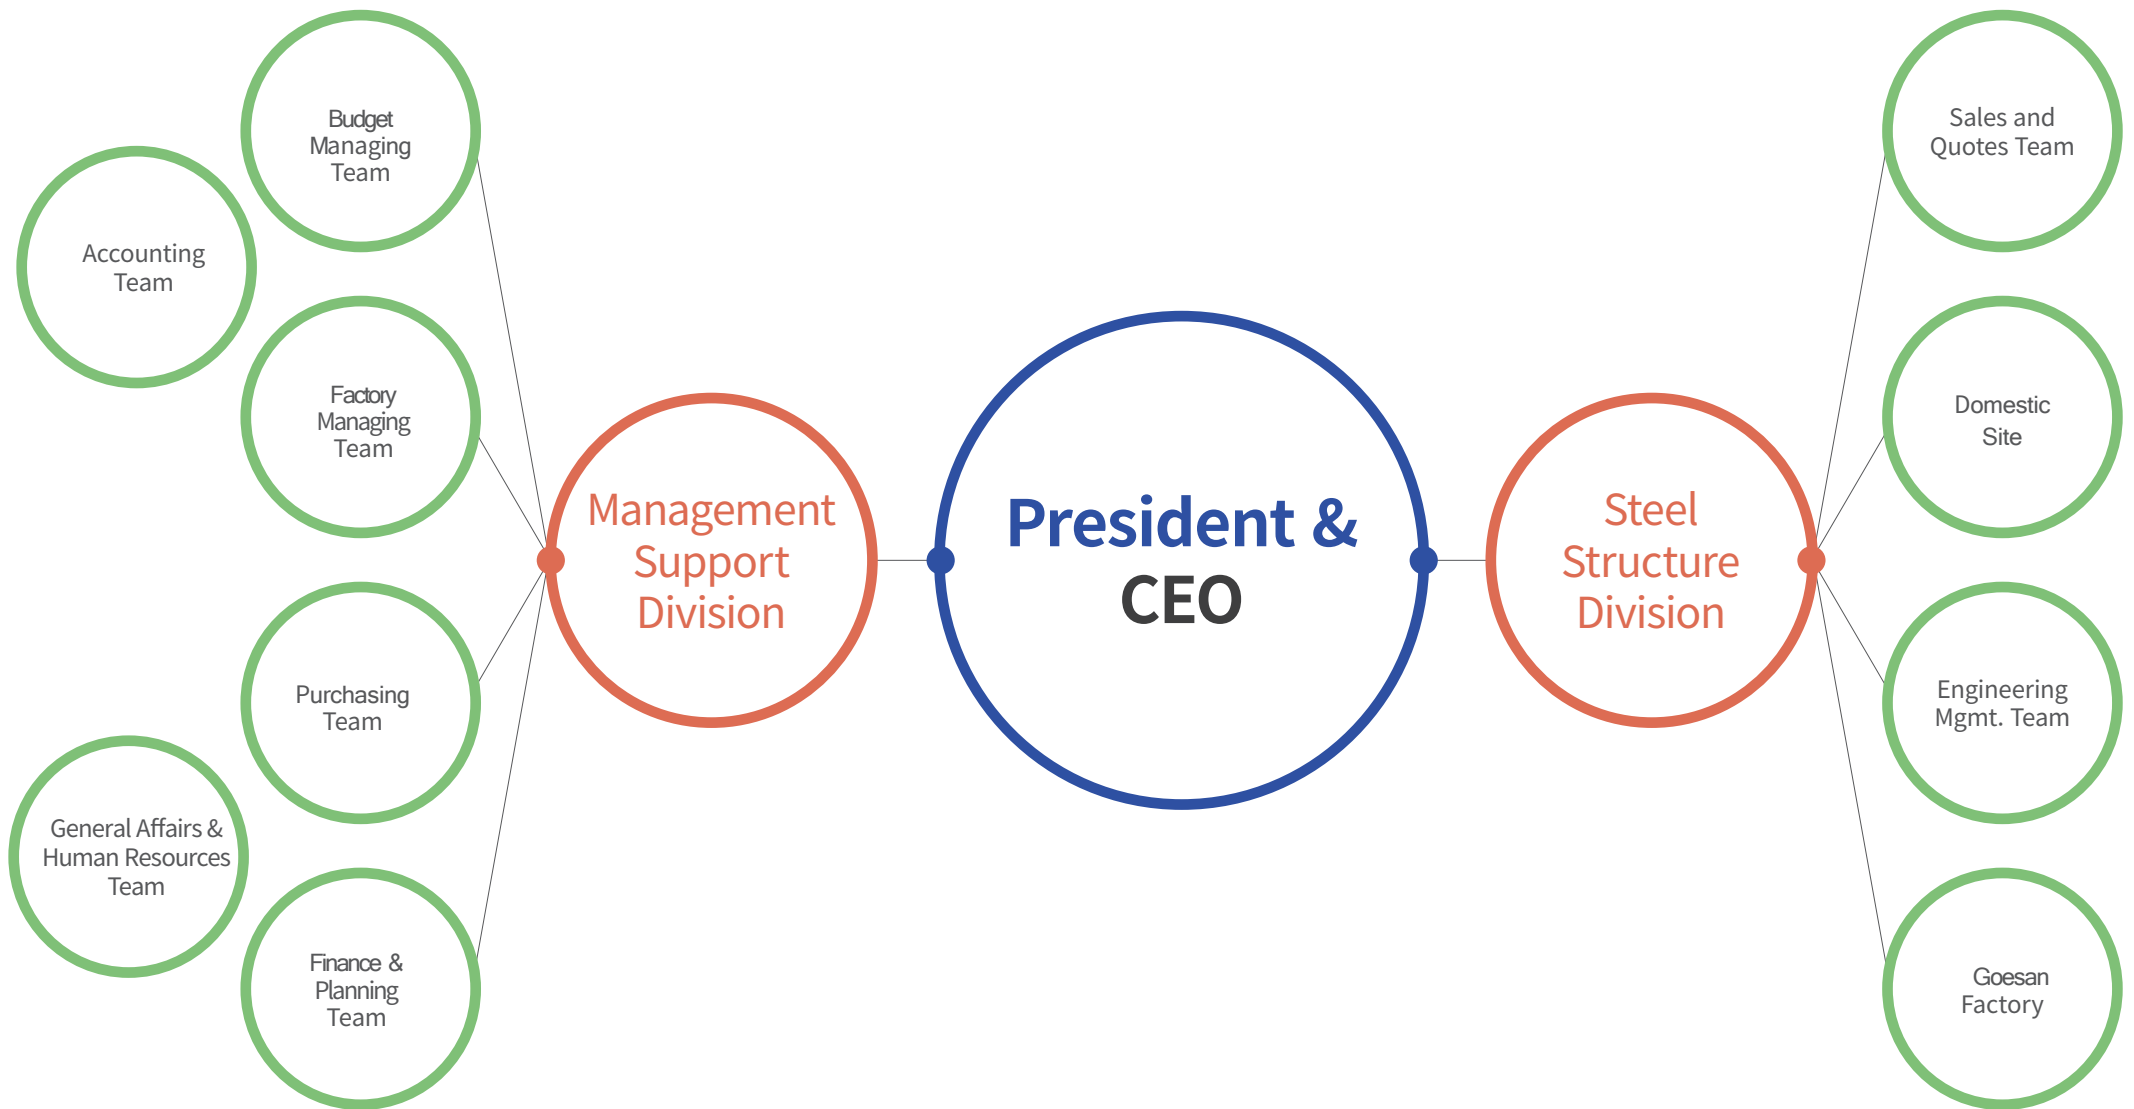 Budget
Managing
Team
Accounting
Team
Factory
Managing
Team
Purchasing
Team
General Affairs &
Human Resources
Team
Finance &
Planning
Team
Management
Support
Division
President &
CEO
Steel
Structure
Division
Sales and
Quotes Team
Domestic
Site
Engineering
Mgmt. Team
Goesan
Factory